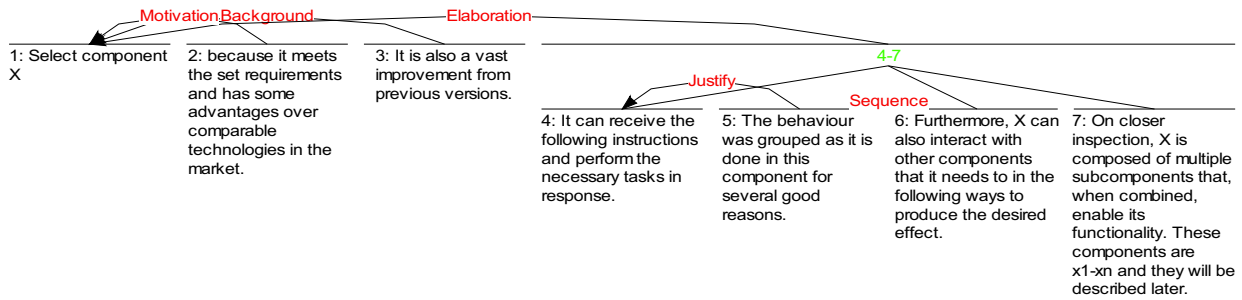 Motivation Background Elaboration
1: Select component
X
2: because it meets
the set requirements
and has some
advantages over
comparable
technologies in the
market.
3: It is also a vast
improvement from
previous versions.
4-7
Justify
Sequence
4: It can receive the
following instructions
and perform the
necessary tasks in
response.
5: The behaviour
was grouped as it is
done in this
component for
several good
reasons.
6: Furthermore, X can
also interact with
other components
that it needs to in the
following ways to
produce the desired
effect.
7: On closer
inspection, X is
composed of multiple
subcomponents that,
when combined,
enable its
functionality. These
components are
x1-xn and they will be
described later.